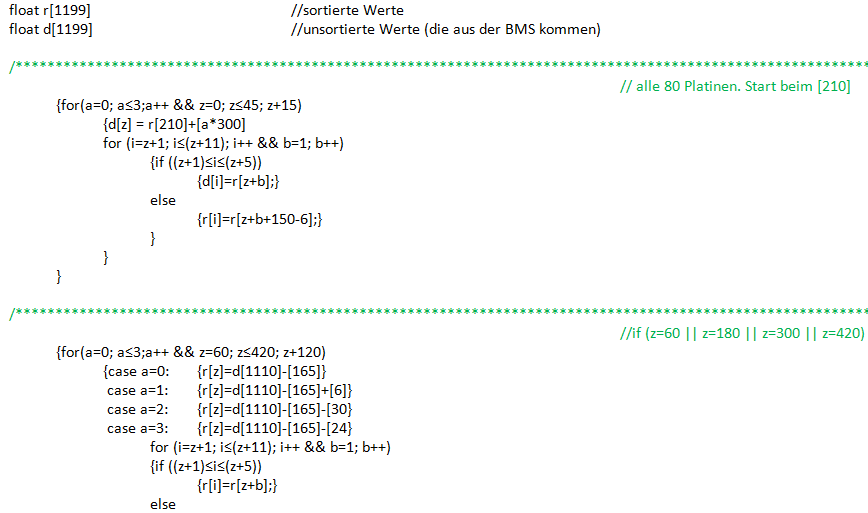 float r[1199] //sortierte Werte
float d[1199] //unsortierte Werte (die aus der BMS kommen)
/************************************************************************************************************
// alle 80 Platinen. Start beim [210]
{for(a=0; a≤3;a++ && z=0; z≤45; z+15)
{d[z] = r[210]+[a*300]
for (i=z+1; i≤(z+11); i++ && b=1; b++)
{if ((z+1)≤i≤(z+5))
{d[i]=r[z+b];}
else
{r[i]=r[z+b+150-6];}
}
}
}
/************************************************************************************************************
//if (z=60 || z=180 || z=300 || z=420)
{for(a=0; a≤3;a++ && z=60; z≤420; z+120)
{case a=0: {r[z]=d[1110]-[165]}
case a=1: {r[z]=d[1110]-[165]+[6]}
case a=2: {r[z]=d[1110]-[165]-[30}
case a=3: {r[z]=d[1110]-[165]-[24}
for (i=z+1; i≤(z+11); i++ && b=1; b++)
{if ((z+1)≤i≤(z+5))
{r[i]=r[z+b];}
else